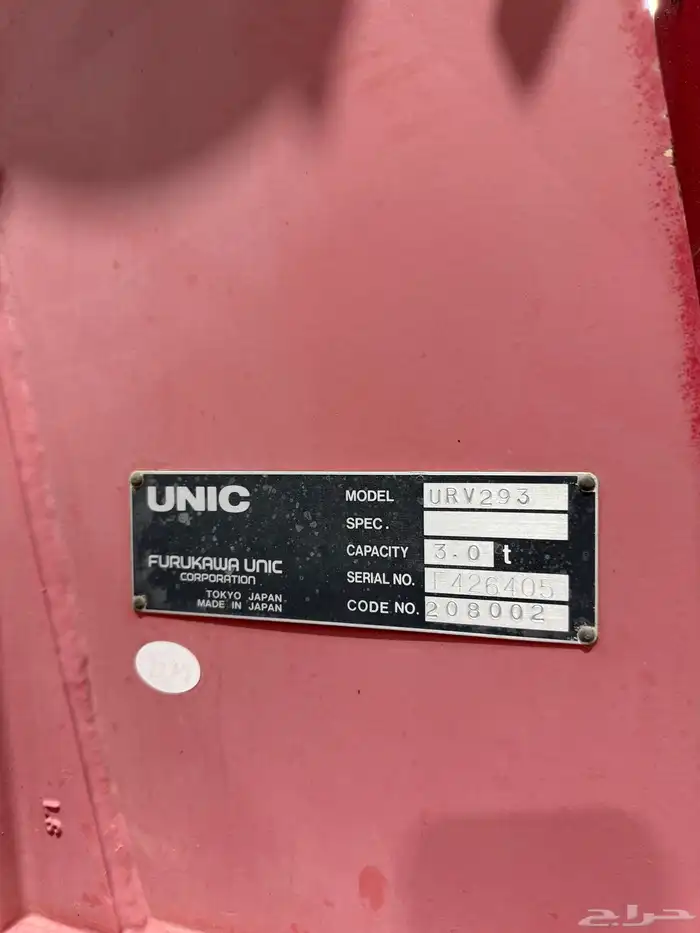 UNIC
MODEL URV293
SPEC.
CAPACITY 3.0 t
FURUKAWA UNIC
CORPORATION
SERIAL NO. E426405
TOKYO JAPAN
MADE IN JAPAN
CODE NO. 208002
حراج